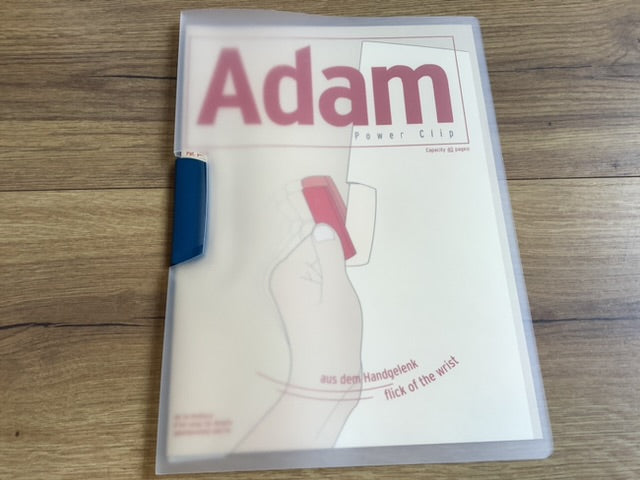 Adam
Power Clip
Capacity 40 pages
aus dem Handgelenk
flick of the wrist